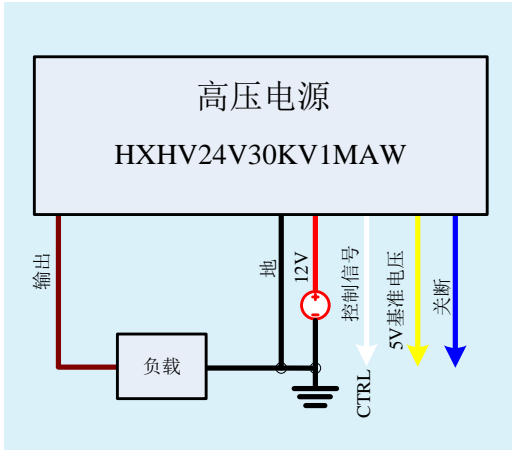 高压电源
HXHV24V30KV1MAW
输出
地
12V
控制信号
5V基准电压
关断
负载
CTRL